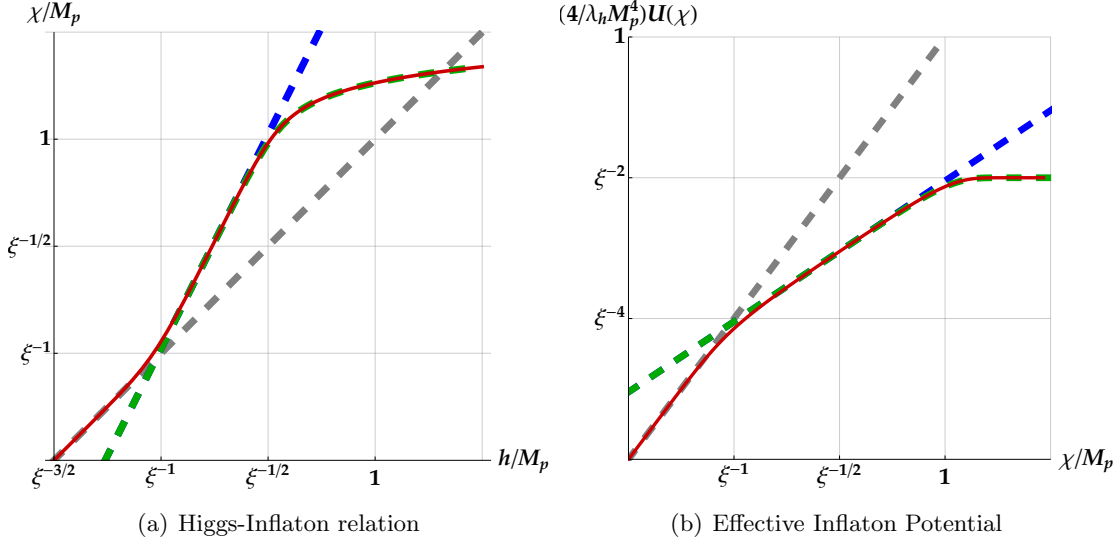 χ/M_p
1
ξ^{-1/2}
ξ^{-1}
ξ^{-3/2} ξ^{-1} ξ^{-1/2} 1 h/M_p
(a) Higgs-Inflaton relation
(4/λ_h M_p^4)U(χ)
1
ξ^{-2}
ξ^{-4}
ξ^{-1} ξ^{-1/2} 1 χ/M_p
(b) Effective Inflaton Potential